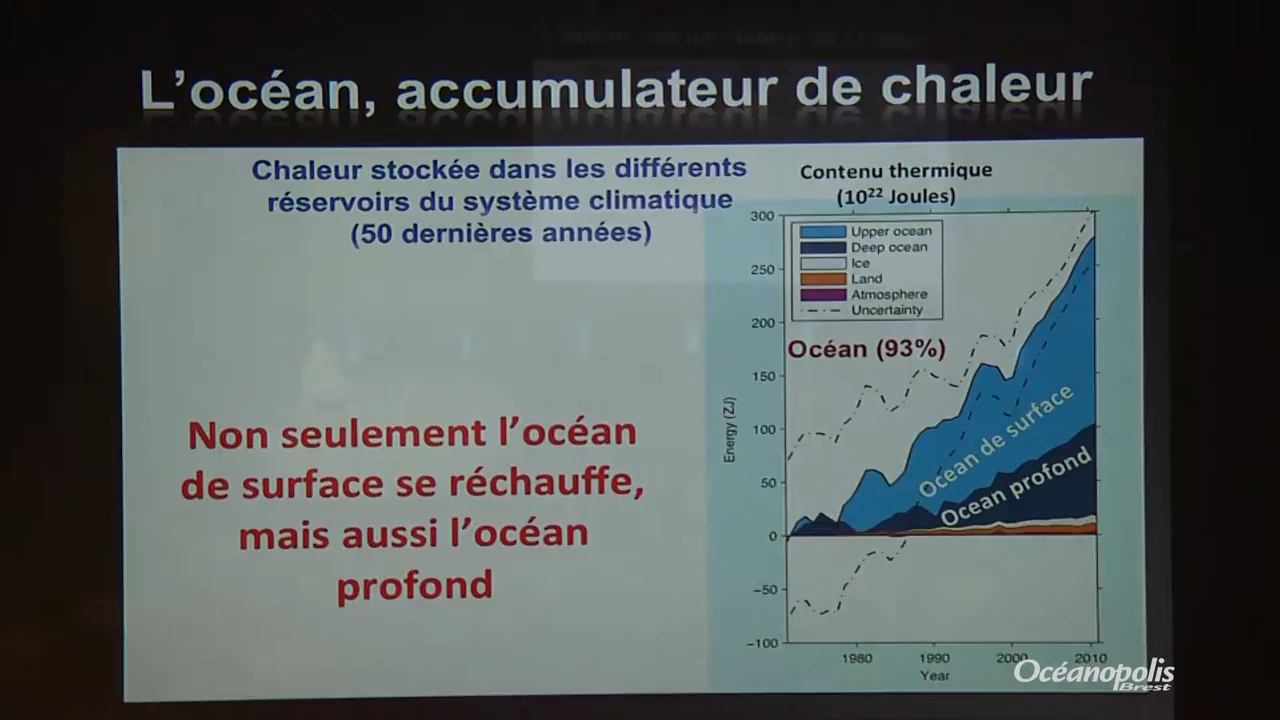 L'océan, accumulateur de chaleur
Chaleur stockée dans les différents
réservoirs du système climatique
(50 dernières années)
Non seulement l'océan
de surface se réchauffe,
mais aussi l'océan
profond
Contenu thermique
(10²² Joules)
300
250
200
150
100
50
0
−50
−100
Energy (ZJ)
Upper ocean
Deep ocean
Ice
Land
Atmosphere
Uncertainty
Océan (93%)
Ocean de surface
Ocean profond
1980 1990 2000 2010
Year
Océanopolis
Brest